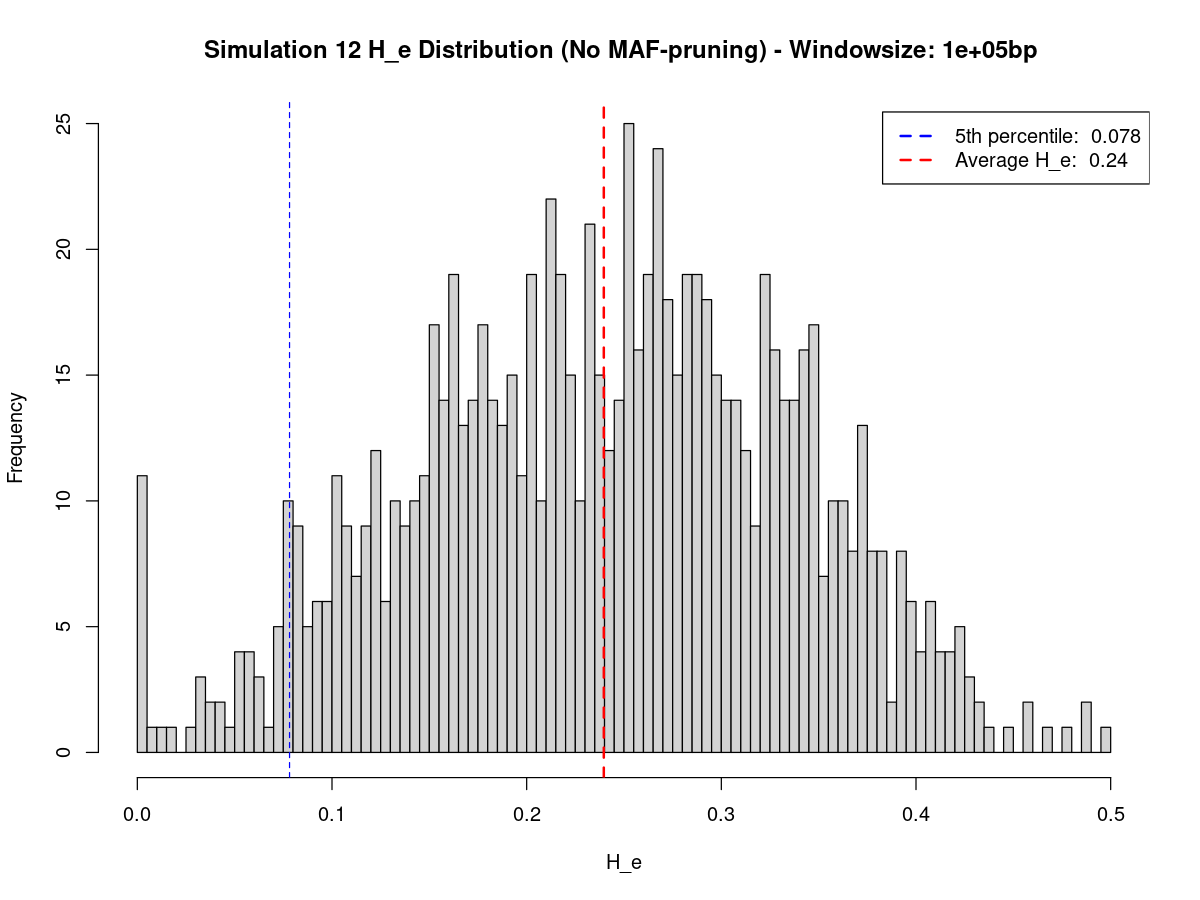 Simulation 12 H_e Distribution (No MAF-pruning) - Windowsize: 1e+05bp
5th percentile:  0.078
Average H_e:  0.24
Frequency
25
20
15
10
5
0
0.0 0.1 0.2 0.3 0.4 0.5
H_e